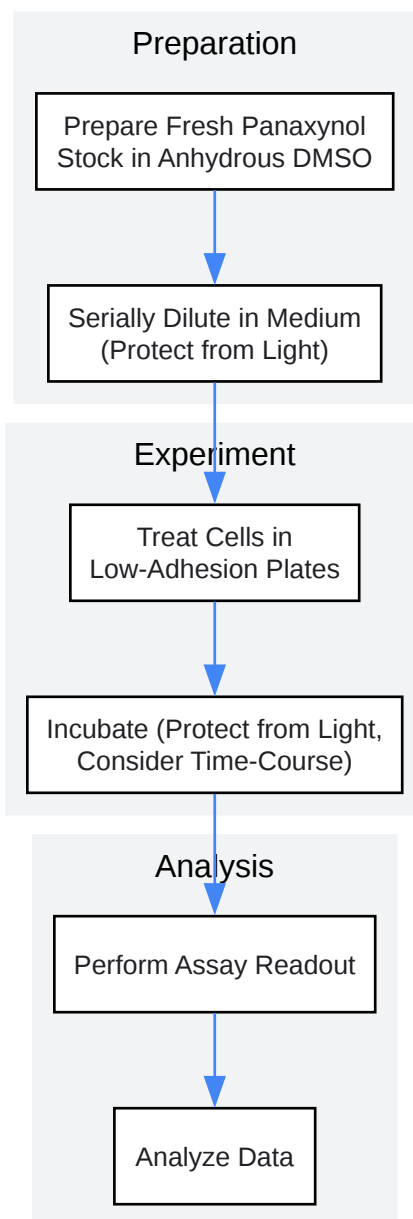 Preparation
Prepare Fresh Panaxynol
Stock in Anhydrous DMSO
Serially Dilute in Medium
(Protect from Light)
Experiment
Treat Cells in
Low-Adhesion Plates
Incubate (Protect from Light,
Consider Time-Course)
Analysis
Perform Assay Readout
Analyze Data